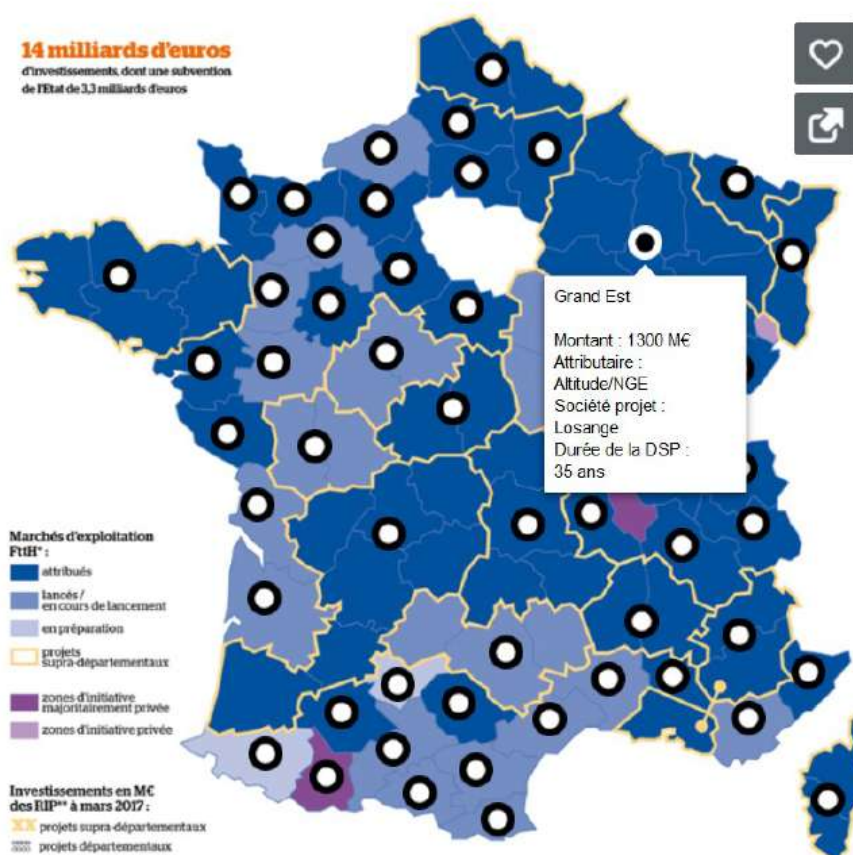 14 milliards d'euros
d'investissements, dont une subvention
de l'Etat de 3,3 milliards d'euros
Grand Est
Montant : 1300 M€
Attributaire :
Altitude/NGE
Société projet :
Losange
Durée de la DSP :
35 ans
Marchés d'exploitation
FttH* :
attribués
lancés /
en cours de lancement
en préparation
projets
supra-départementaux
zones d'initiative
majoritairement privée
zones d'initiative privée
Investissements en M€
des RIP** à mars 2017 :
XX projets supra-départementaux
projets départementaux